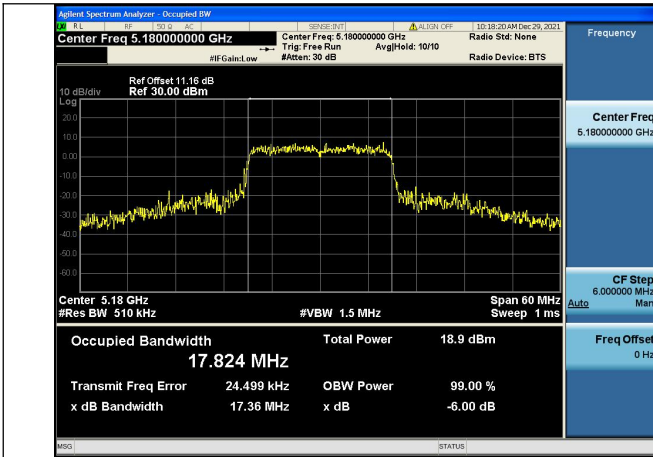 Agilent Spectrum Analyzer - Occupied BW
RL RF 50 Ω AC SENSE:INT ALIGN OFF 10:18:20 AM Dec 29, 2021
Center Freq 5.180000000 GHz
Center Freq: 5.180000000 GHz
Radio Std: None
Trig: Free Run Avg|Hold: 10/10
#IFGain:Low
#Atten: 30 dB
Radio Device: BTS
Ref Offset 11.16 dB
10 dB/div Ref 30.00 dBm
Log
20.0
10.0
0.00
-10.0
-20.0
-30.0
-40.0
-50.0
-60.0
Center 5.18 GHz
Span 60 MHz
#Res BW 510 kHz
#VBW 1.5 MHz
Sweep 1 ms
Occupied Bandwidth
Total Power 18.9 dBm
17.824 MHz
Transmit Freq Error 24.499 kHz
OBW Power 99.00 %
x dB Bandwidth 17.36 MHz
x dB -6.00 dB
MSG
STATUS
Frequency
Center Freq
5.180000000 GHz
CF Step
6.000000 MHz
Auto Man
Freq Offset
0 Hz